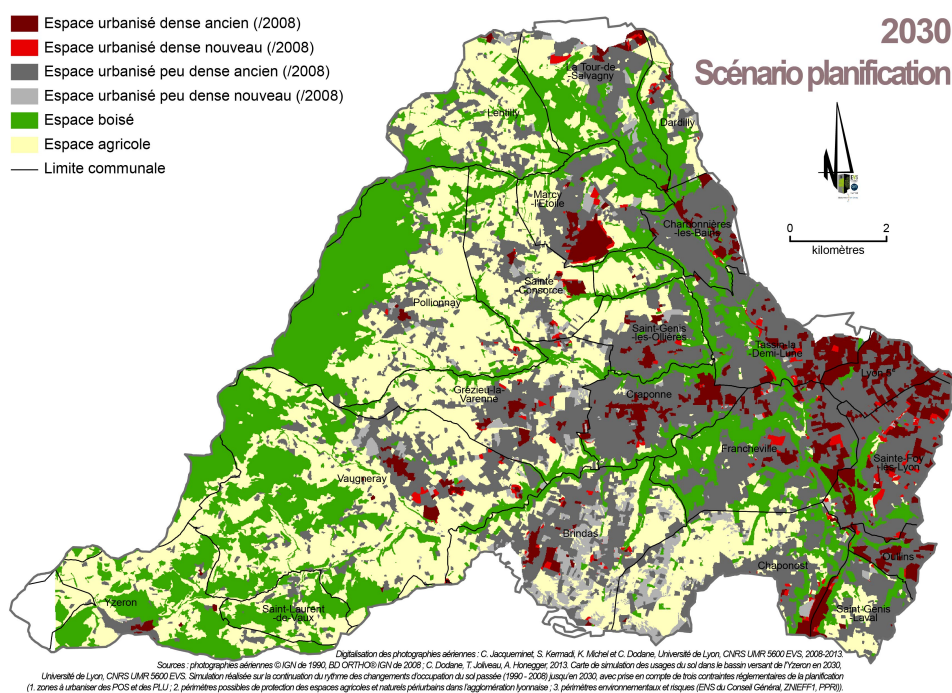 Espace urbanisé dense ancien (/2008)
Espace urbanisé dense nouveau (/2008)
Espace urbanisé peu dense ancien (/2008)
Espace urbanisé peu dense nouveau (/2008)
Espace boisé
Espace agricole
Limite communale
2030
Scénario planification
0 2
kilomètres
La Tour-de
-Salvagny
Lentilly
Dardilly
Marcy
-l'Etoile
Charbonnières
-les-Bains
Sainte
-Consorce
Pollionnay
Saint-Genis
-les-Ollières
Tassin-la
-Demi-Lune
Lyon 5°
Grézieu-la
-Varenne
Craponne
Francheville
Sainte-Foy
-lès-Lyon
Vaugneray
Brindas
Oullins
Chaponost
Yzeron
Saint-Laurent
-de-Vaux
Saint-Genis
-Laval
Digitalisation des photographies aériennes : C. Jacqueminet, S. Kermadi, K. Michel et C. Dodane, Université de Lyon, CNRS UMR 5600 EVS, 2008-2013.
Sources : photographies aériennes © IGN de 1990, BD ORTHO® IGN de 2008 ; C. Dodane, T. Joliveau, A. Honegger, 2013. Carte de simulation des usages du sol dans le bassin versant de l'Yzeron en 2030,
Université de Lyon, CNRS UMR 5600 EVS. Simulation réalisée sur la continuation du rythme des changements d'occupation du sol passée (1990 - 2008) jusqu'en 2030, avec prise en compte de trois contraintes réglementaires de la planification
(1. zones à urbaniser des POS et des PLU ; 2. périmètres possibles de protection des espaces agricoles et naturels périurbains dans l'agglomération lyonnaise ; 3. périmètres environnementaux et risques (ENS du Conseil Général, ZNIEFF1, PPRI)).